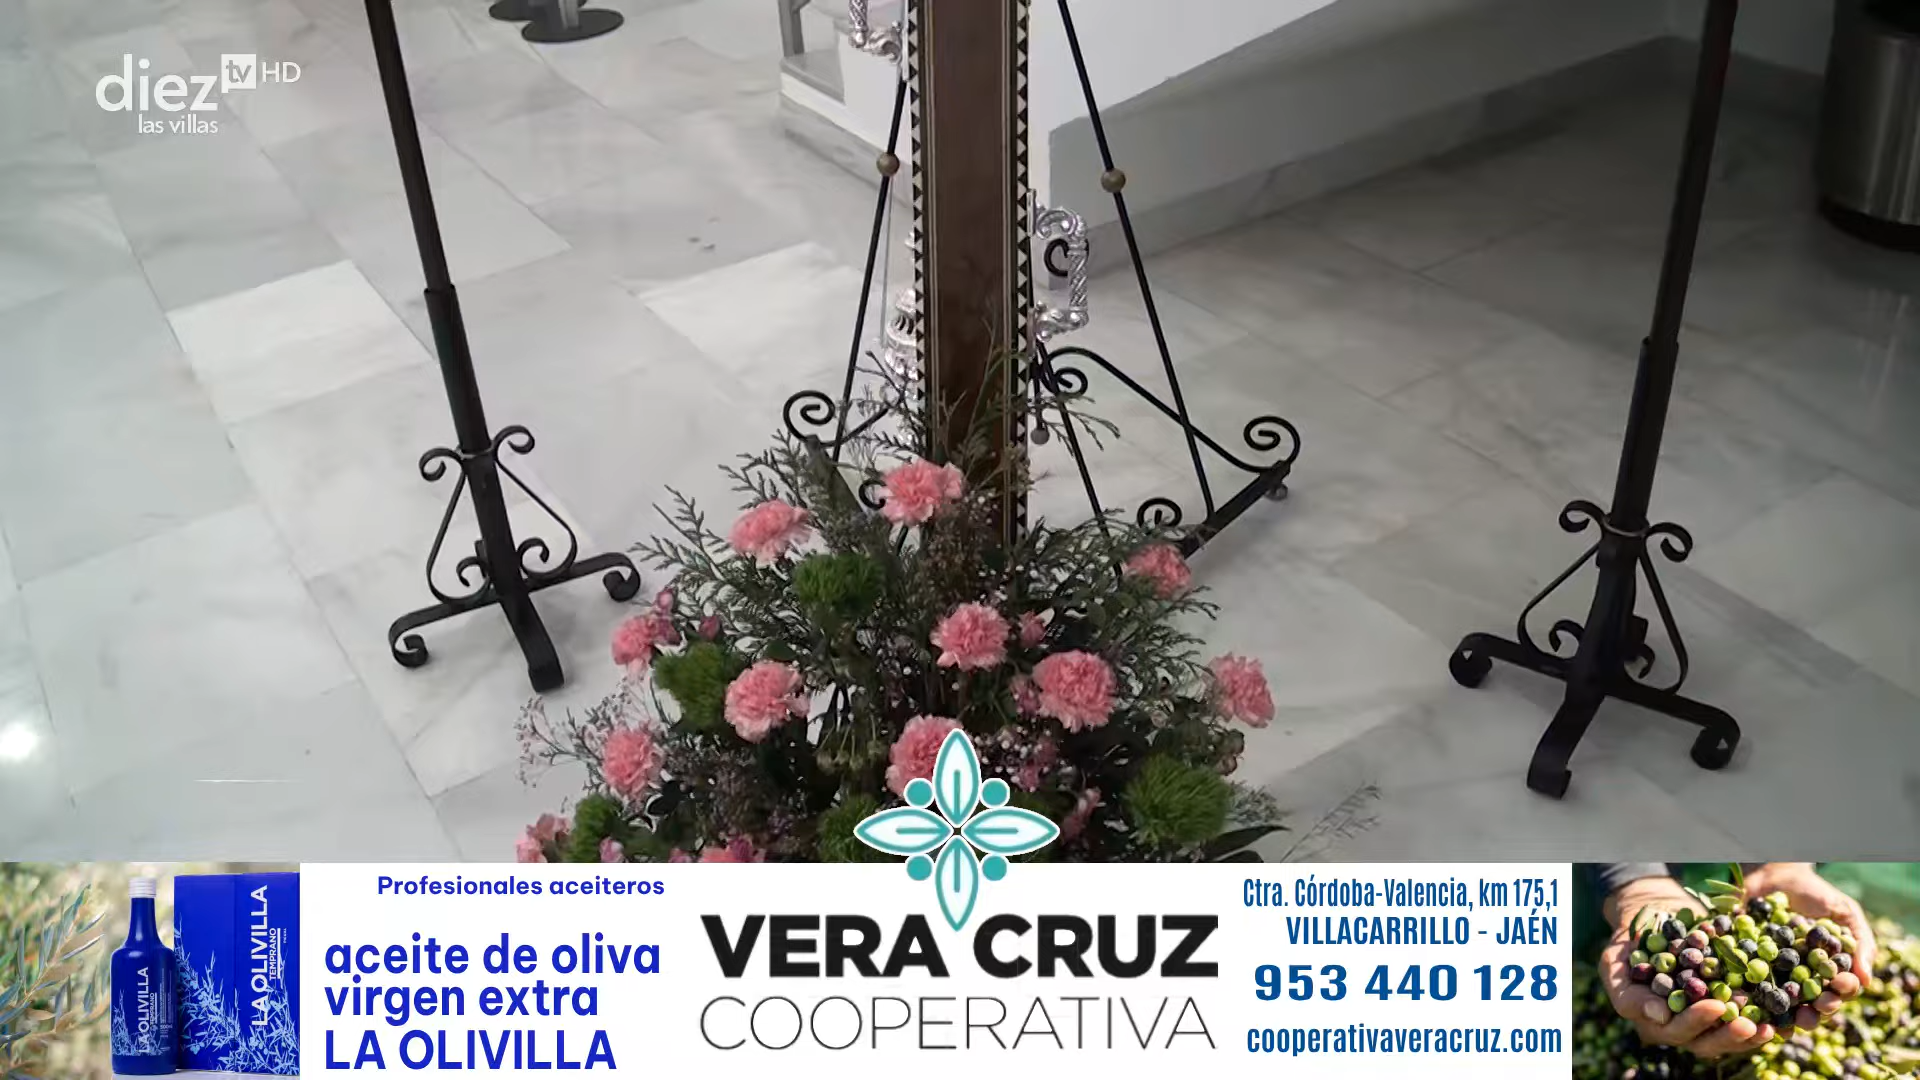 diez tv HD
las villas
Profesionales aceiteros
aceite de oliva
virgen extra
LA OLIVILLA
LA OLIVILLA
TEMPRANO
LA OLIVILLA
VERA CRUZ
COOPERATIVA
Ctra. Córdoba-Valencia, km 175,1
VILLACARRILLO - JAÉN
953 440 128
cooperativaveracruz.com